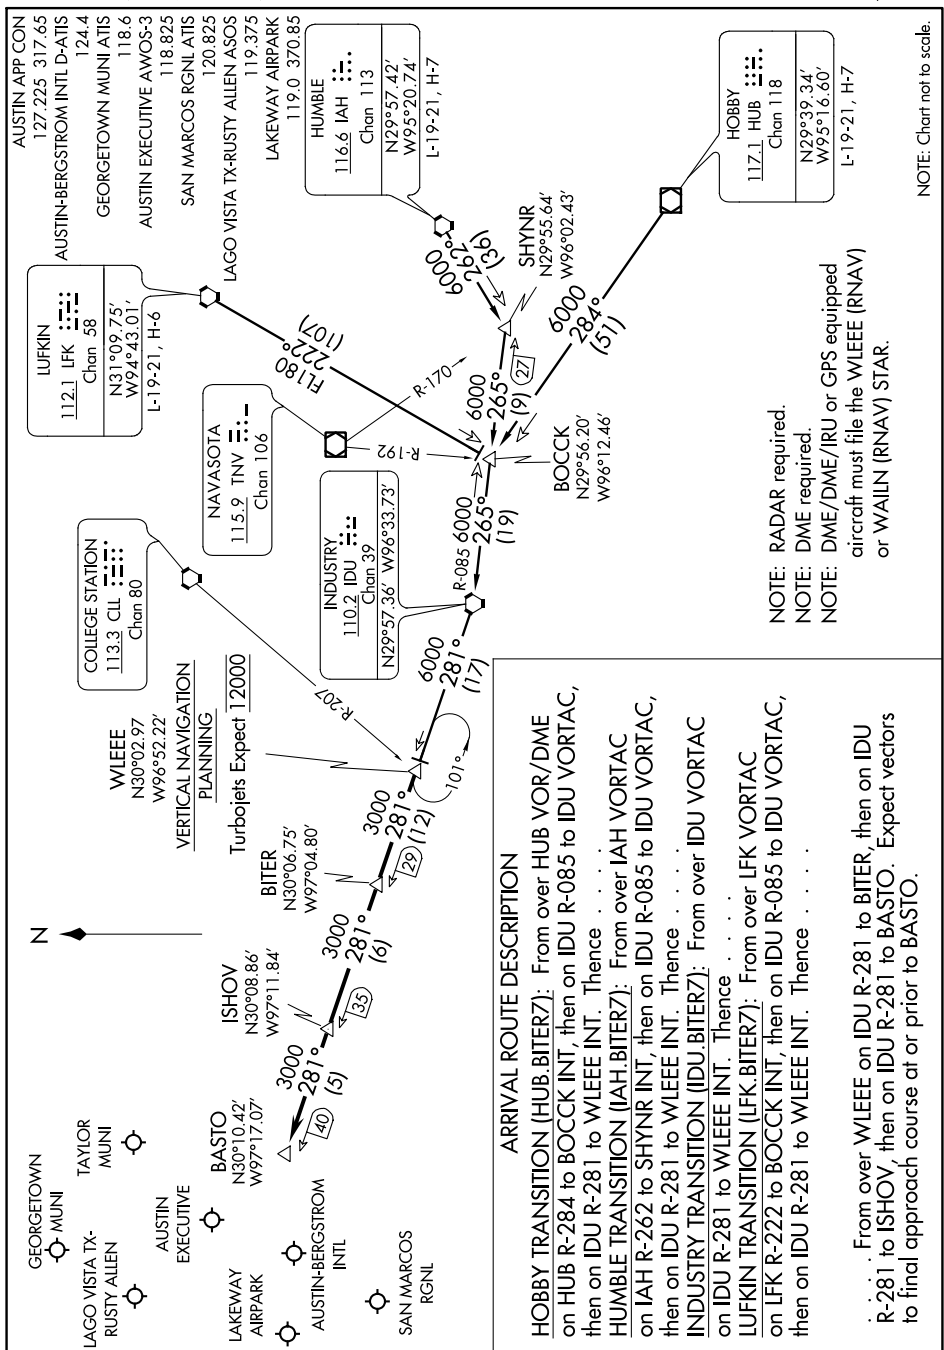 AUSTIN APP CON
127.225 317.65
AUSTIN-BERGSTROM INTL D-ATIS
124.4
GEORGETOWN MUNI ATIS
118.6
AUSTIN EXECUTIVE AWOS-3
118.825
SAN MARCOS RGNL ATIS
120.825
LAGO VISTA TX-RUSTY ALLEN ASOS
119.375
LAKEWAY AIRPARK
119.0 370.85
LUFKIN
112.1 LFK
Chan 58
N31°09.75'
W94°43.01'
L-19-21, H-6
HUMBLE
116.6 IAH
Chan 113
N29°57.42'
W95°20.74'
L-19-21, H-7
HOBBY
117.1 HUB
Chan 118
N29°39.34'
W95°16.60'
L-19-21, H-7
NAVASOTA
115.9 TNV
Chan 106
COLLEGE STATION
113.3 CLL
Chan 80
INDUSTRY
110.2 IDU
Chan 39
N29°57.36' W96°33.73'
FL180
222°
(107)
6000
262°
(36)
SHYNR
N29°55.64'
W96°02.43'
6000
284°
(51)
R-170
R-192
6000
265°
(9)
27
BOCCK
N29°56.20'
W96°12.46'
R-085
6000
265°
(19)
6000
281°
(17)
R-207
101°
WLEEE
N30°02.97
W96°52.22'
VERTICAL NAVIGATION
PLANNING
Turbojets Expect 12000
3000
281°
(12)
29
BITER
N30°06.75'
W97°04.80'
3000
281°
(6)
35
ISHOV
N30°08.86'
W97°11.84'
3000
281°
(5)
40
BASTO
N30°10.42'
W97°17.07'
N
GEORGETOWN
MUNI
TAYLOR
MUNI
LAGO VISTA TX-
RUSTY ALLEN
AUSTIN
EXECUTIVE
LAKEWAY
AIRPARK
AUSTIN-BERGSTROM
INTL
SAN MARCOS
RGNL
NOTE: RADAR required.
NOTE: DME required.
NOTE: DME/DME/IRU or GPS equipped
aircraft must file the WLEEE (RNAV)
or WAILN (RNAV) STAR.
NOTE: Chart not to scale.
ARRIVAL ROUTE DESCRIPTION
HOBBY TRANSITION (HUB.BITER7): From over HUB VOR/DME
on HUB R-284 to BOCCK INT, then on IDU R-085 to IDU VORTAC,
then on IDU R-281 to WLEEE INT. Thence . . . .
HUMBLE TRANSITION (IAH.BITER7): From over IAH VORTAC
on IAH R-262 to SHYNR INT, then on IDU R-085 to IDU VORTAC,
then on IDU R-281 to WLEEE INT. Thence . . . .
INDUSTRY TRANSITION (IDU.BITER7): From over IDU VORTAC
on IDU R-281 to WLEEE INT. Thence . . . .
LUFKIN TRANSITION (LFK.BITER7): From over LFK VORTAC
on LFK R-222 to BOCCK INT, then on IDU R-085 to IDU VORTAC,
then on IDU R-281 to WLEEE INT. Thence . . . .
. . . . From over WLEEE on IDU R-281 to BITER, then on IDU
R-281 to ISHOV, then on IDU R-281 to BASTO. Expect vectors
to final approach course at or prior to BASTO.